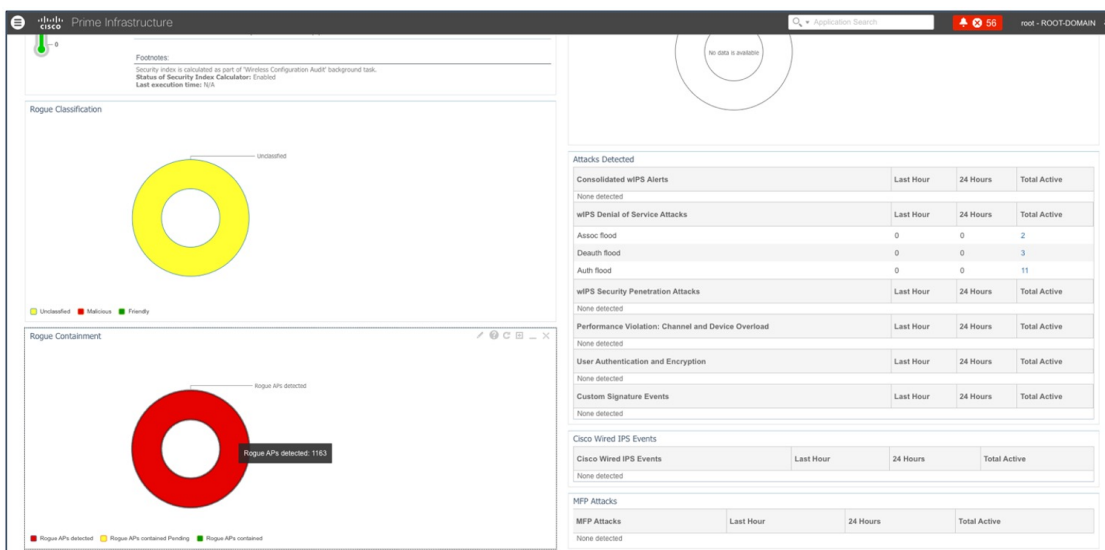 cisco Prime Infrastructure
Application Search
56
root - ROOT-DOMAIN
0
Footnotes:
Security index is calculated as part of 'Wireless Configuration Audit' background task.
Status of Security Index Calculator: Enabled
Last execution time: N/A
Rogue Classification
Unclassified
Unclassified Malicious Friendly
Rogue Containment
Rogue APs detected
Rogue APs detected: 1163
Rogue APs detected Rogue APs contained Pending Rogue APs contained
No data is available
Attacks Detected
Consolidated wIPS Alerts Last Hour 24 Hours Total Active
None detected
wIPS Denial of Service Attacks Last Hour 24 Hours Total Active
Assoc flood 0 0 2
Deauth flood 0 0 3
Auth flood 0 0 11
wIPS Security Penetration Attacks Last Hour 24 Hours Total Active
None detected
Performance Violation: Channel and Device Overload Last Hour 24 Hours Total Active
None detected
User Authentication and Encryption Last Hour 24 Hours Total Active
None detected
Custom Signature Events Last Hour 24 Hours Total Active
None detected
Cisco Wired IPS Events
Cisco Wired IPS Events Last Hour 24 Hours Total Active
None detected
MFP Attacks
MFP Attacks Last Hour 24 Hours Total Active
None detected